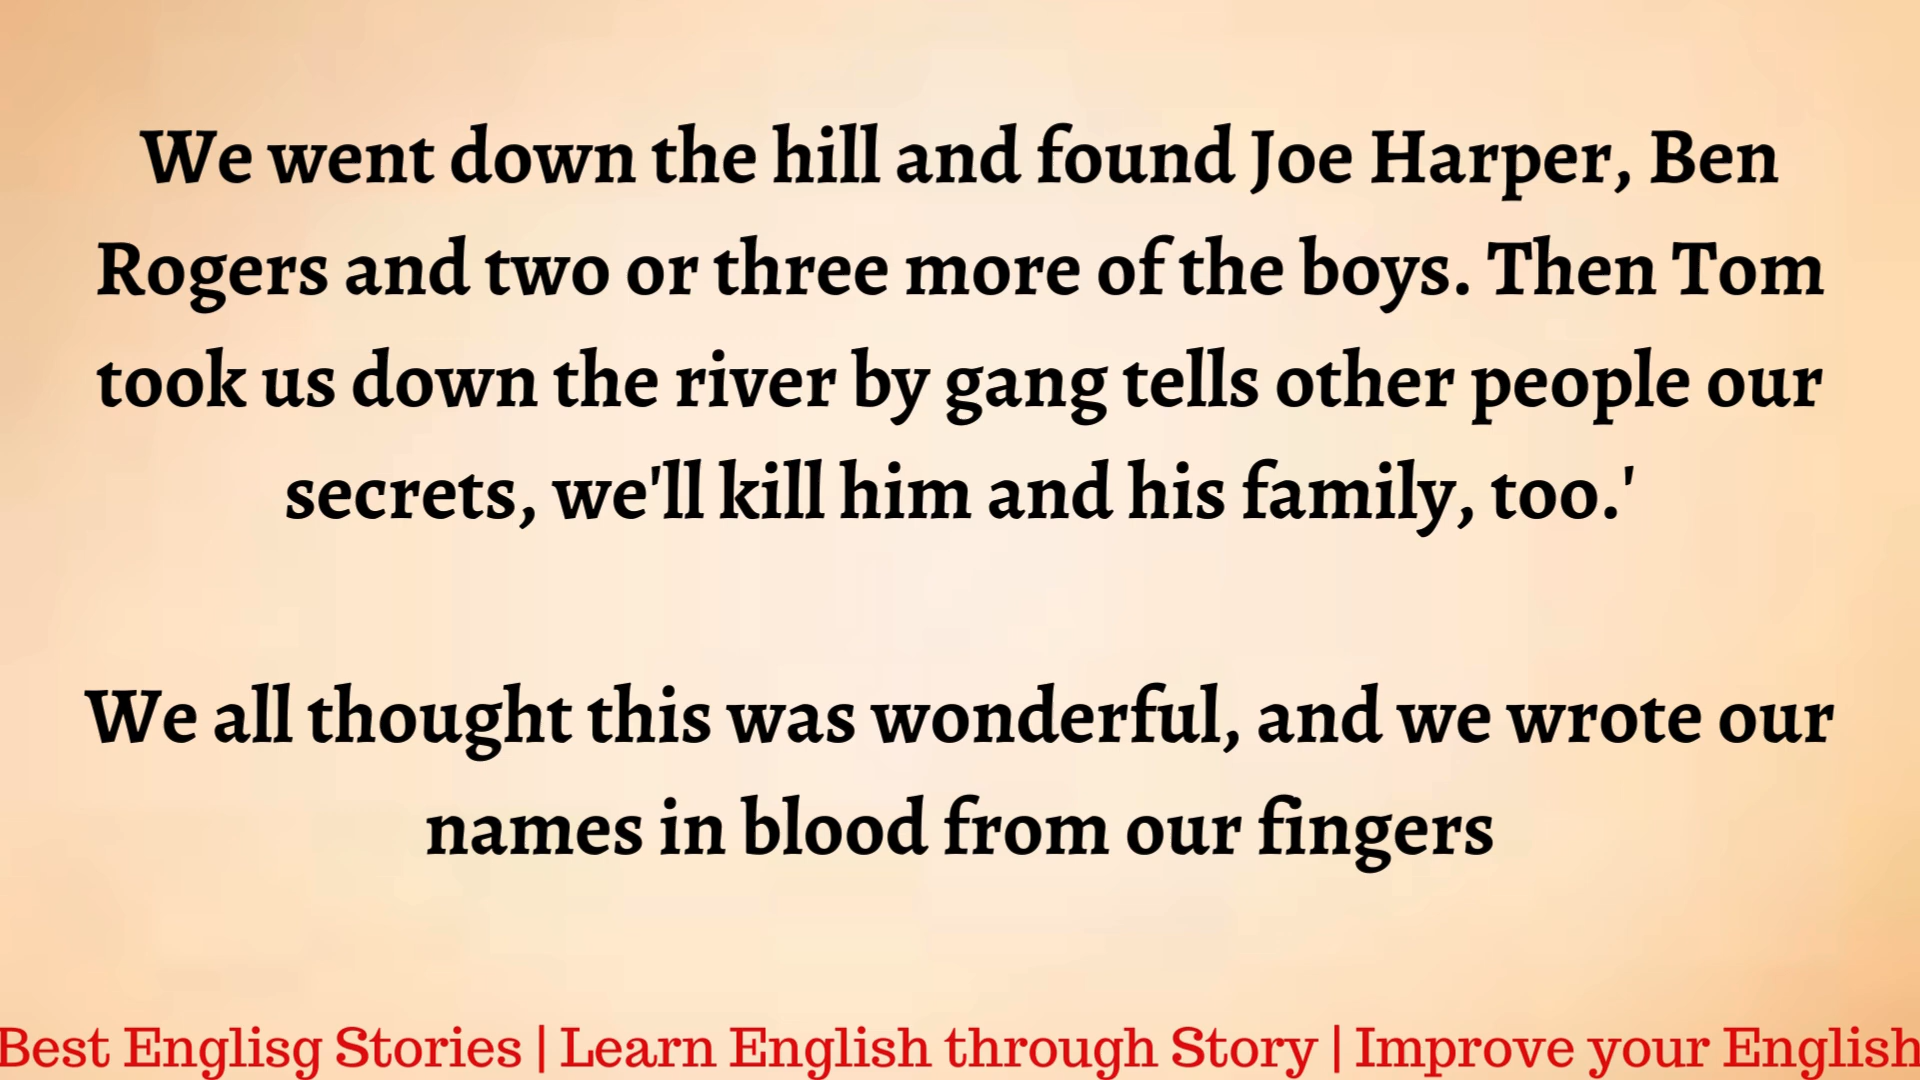 We went down the hill and found Joe Harper, Ben
Rogers and two or three more of the boys. Then Tom
took us down the river by gang tells other people our
secrets, we'll kill him and his family, too.'
We all thought this was wonderful, and we wrote our
names in blood from our fingers
Best Englisg Stories | Learn English through Story | Improve your English